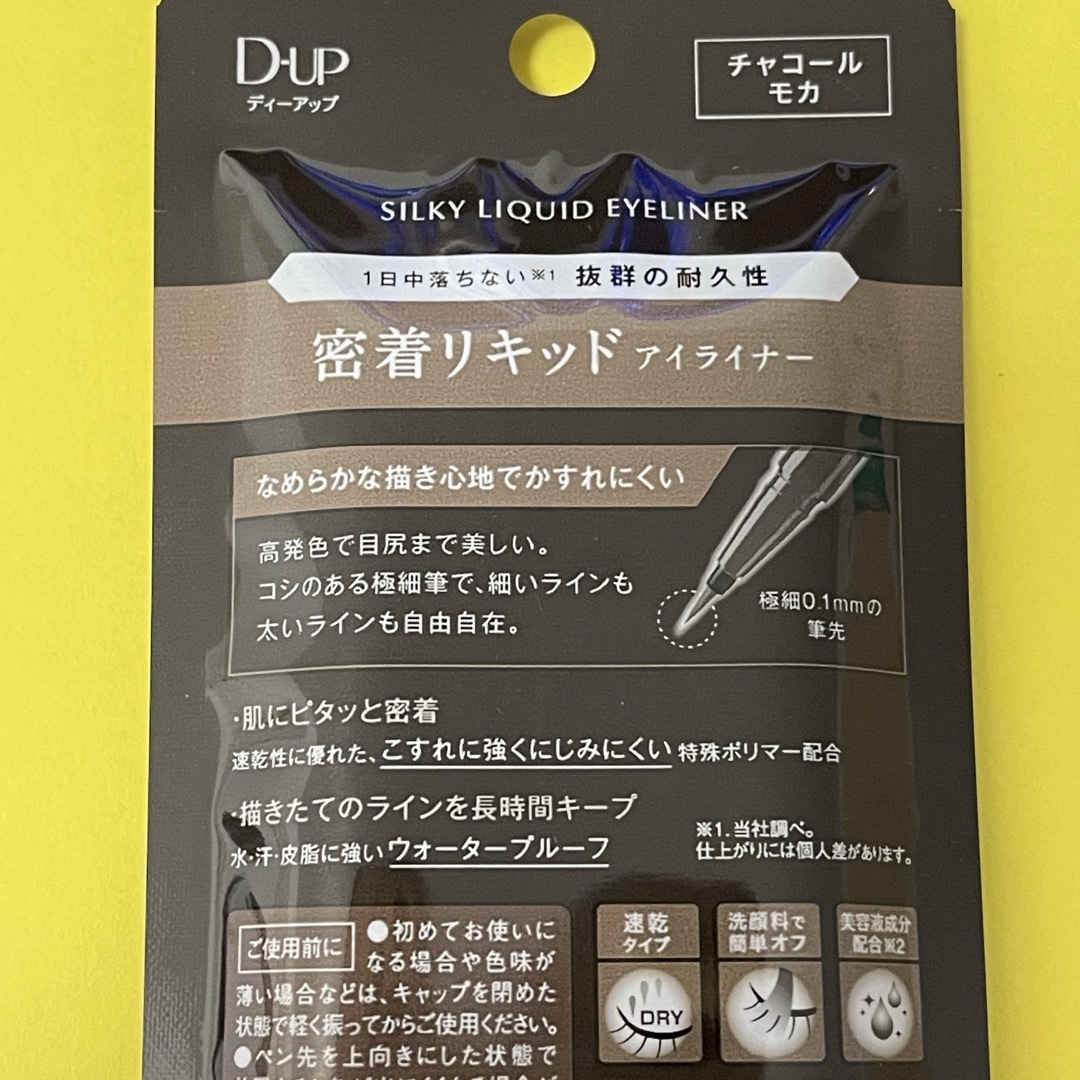 D-UP
ディーアップ
チャコール
モカ
SILKY LIQUID EYELINER
1日中落ちない※1 抜群の耐久性
密着リキッド アイライナー
なめらかな描き心地でかすれにくい
高発色で目尻まで美しい。
コシのある極細筆で、細いラインも
太いラインも自由自在。
極細0.1mmの
筆先
・肌にピタッと密着
速乾性に優れた、こすれに強くにじみにくい 特殊ポリマー配合
・描きたてのラインを長時間キープ
水・汗・皮脂に強い ウォータープルーフ
※1.当社調べ。
仕上がりには個人差があります。
ご使用前に
●初めてお使いに
なる場合や色味が
薄い場合などは、キャップを閉めた
状態で軽く振ってからご使用ください。
●ペン先を上向きにした状態で
速乾
タイプ
DRY
洗顔料で
簡単オフ
美容液成分
配合※2